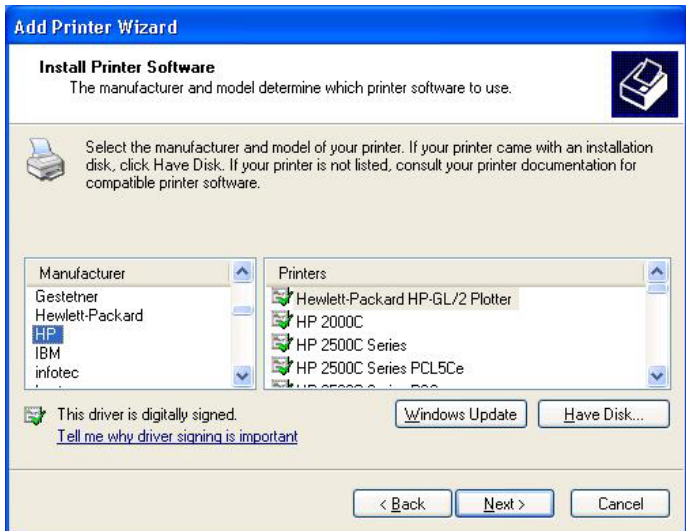 Add Printer Wizard
Install Printer Software
The manufacturer and model determine which printer software to use.
Select the manufacturer and model of your printer. If your printer came with an installation
disk, click Have Disk. If your printer is not listed, consult your printer documentation for
compatible printer software.
Manufacturer
Gestetner
Hewlett-Packard
HP
IBM
infotec
Printers
Hewlett-Packard HP-GL/2 Plotter
HP 2000C
HP 2500C Series
HP 2500C Series PCL5Ce
This driver is digitally signed.
Tell me why driver signing is important
Windows Update
Have Disk...
< Back
Next >
Cancel